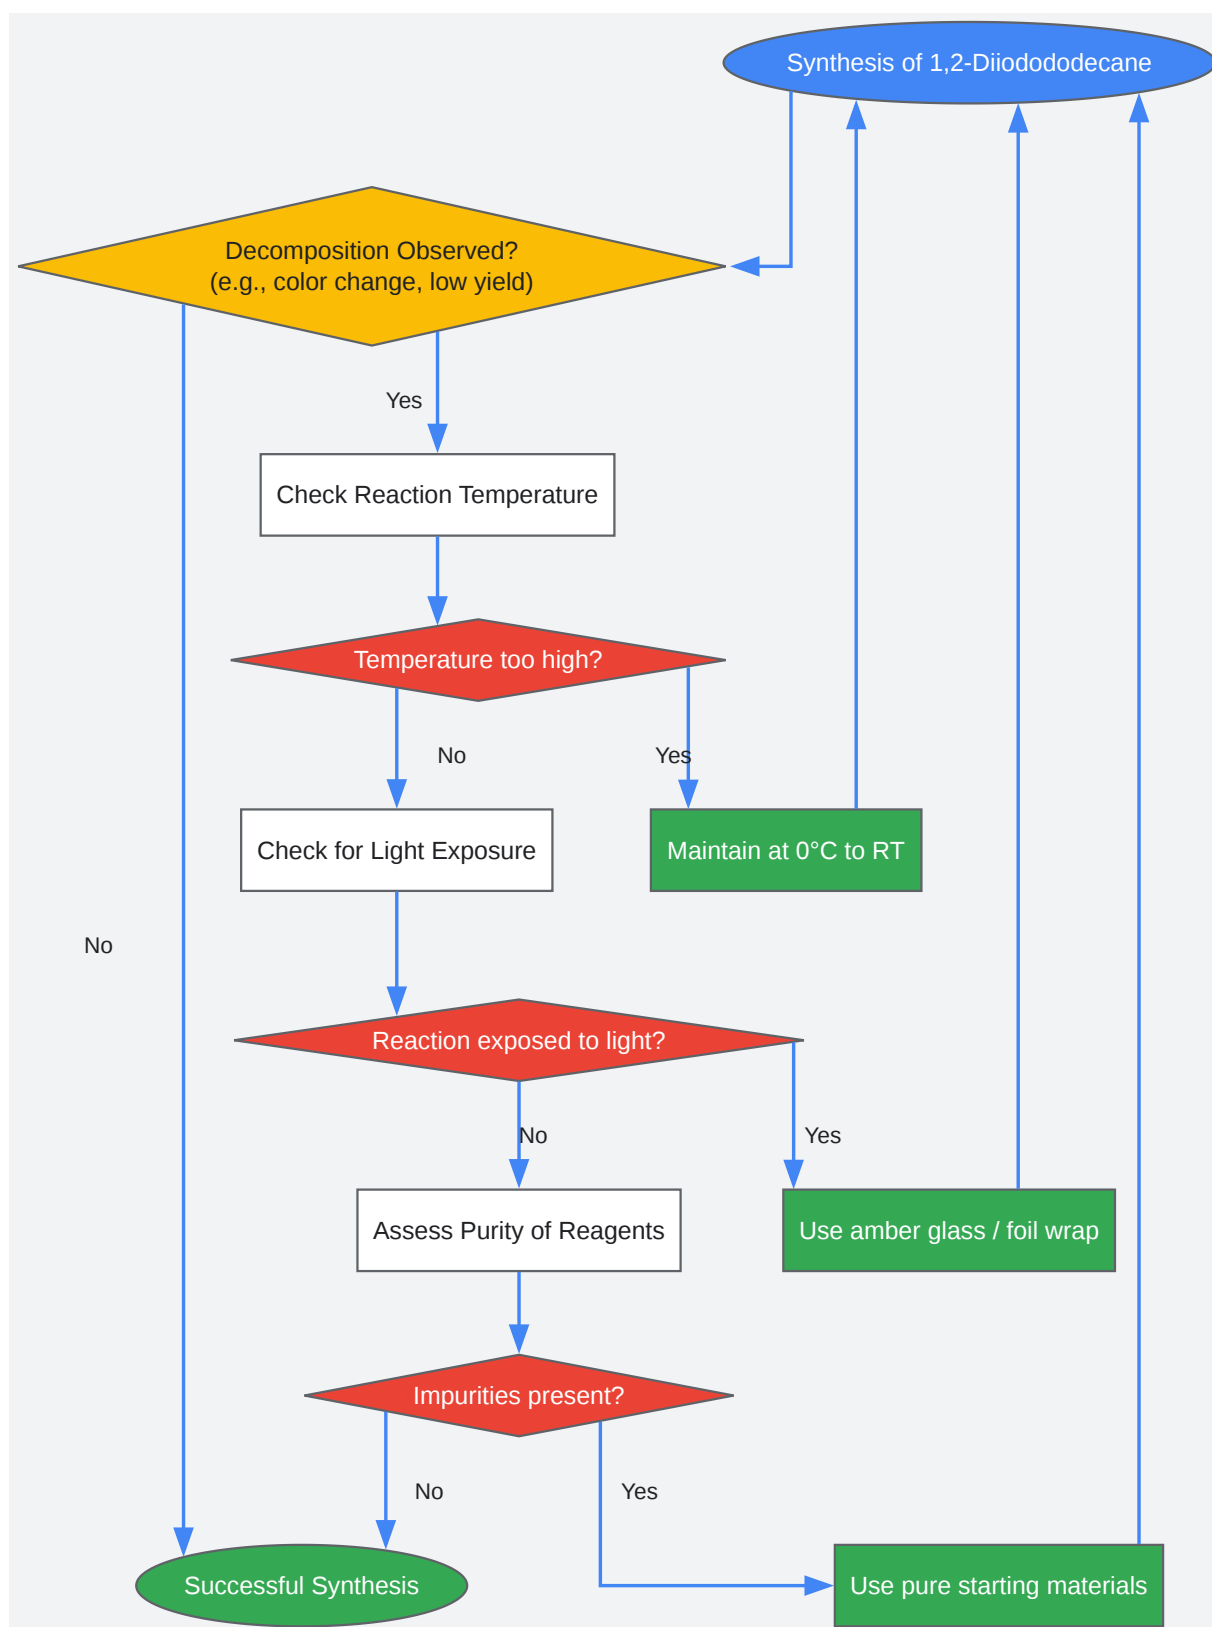 Synthesis of 1,2-Diiodododecane
Decomposition Observed?
(e.g., color change, low yield)
Yes
Check Reaction Temperature
Temperature too high?
No
Yes
Check for Light Exposure
Maintain at 0°C to RT
No
Reaction exposed to light?
No
Yes
Assess Purity of Reagents
Use amber glass / foil wrap
Impurities present?
No
Yes
Successful Synthesis
Use pure starting materials